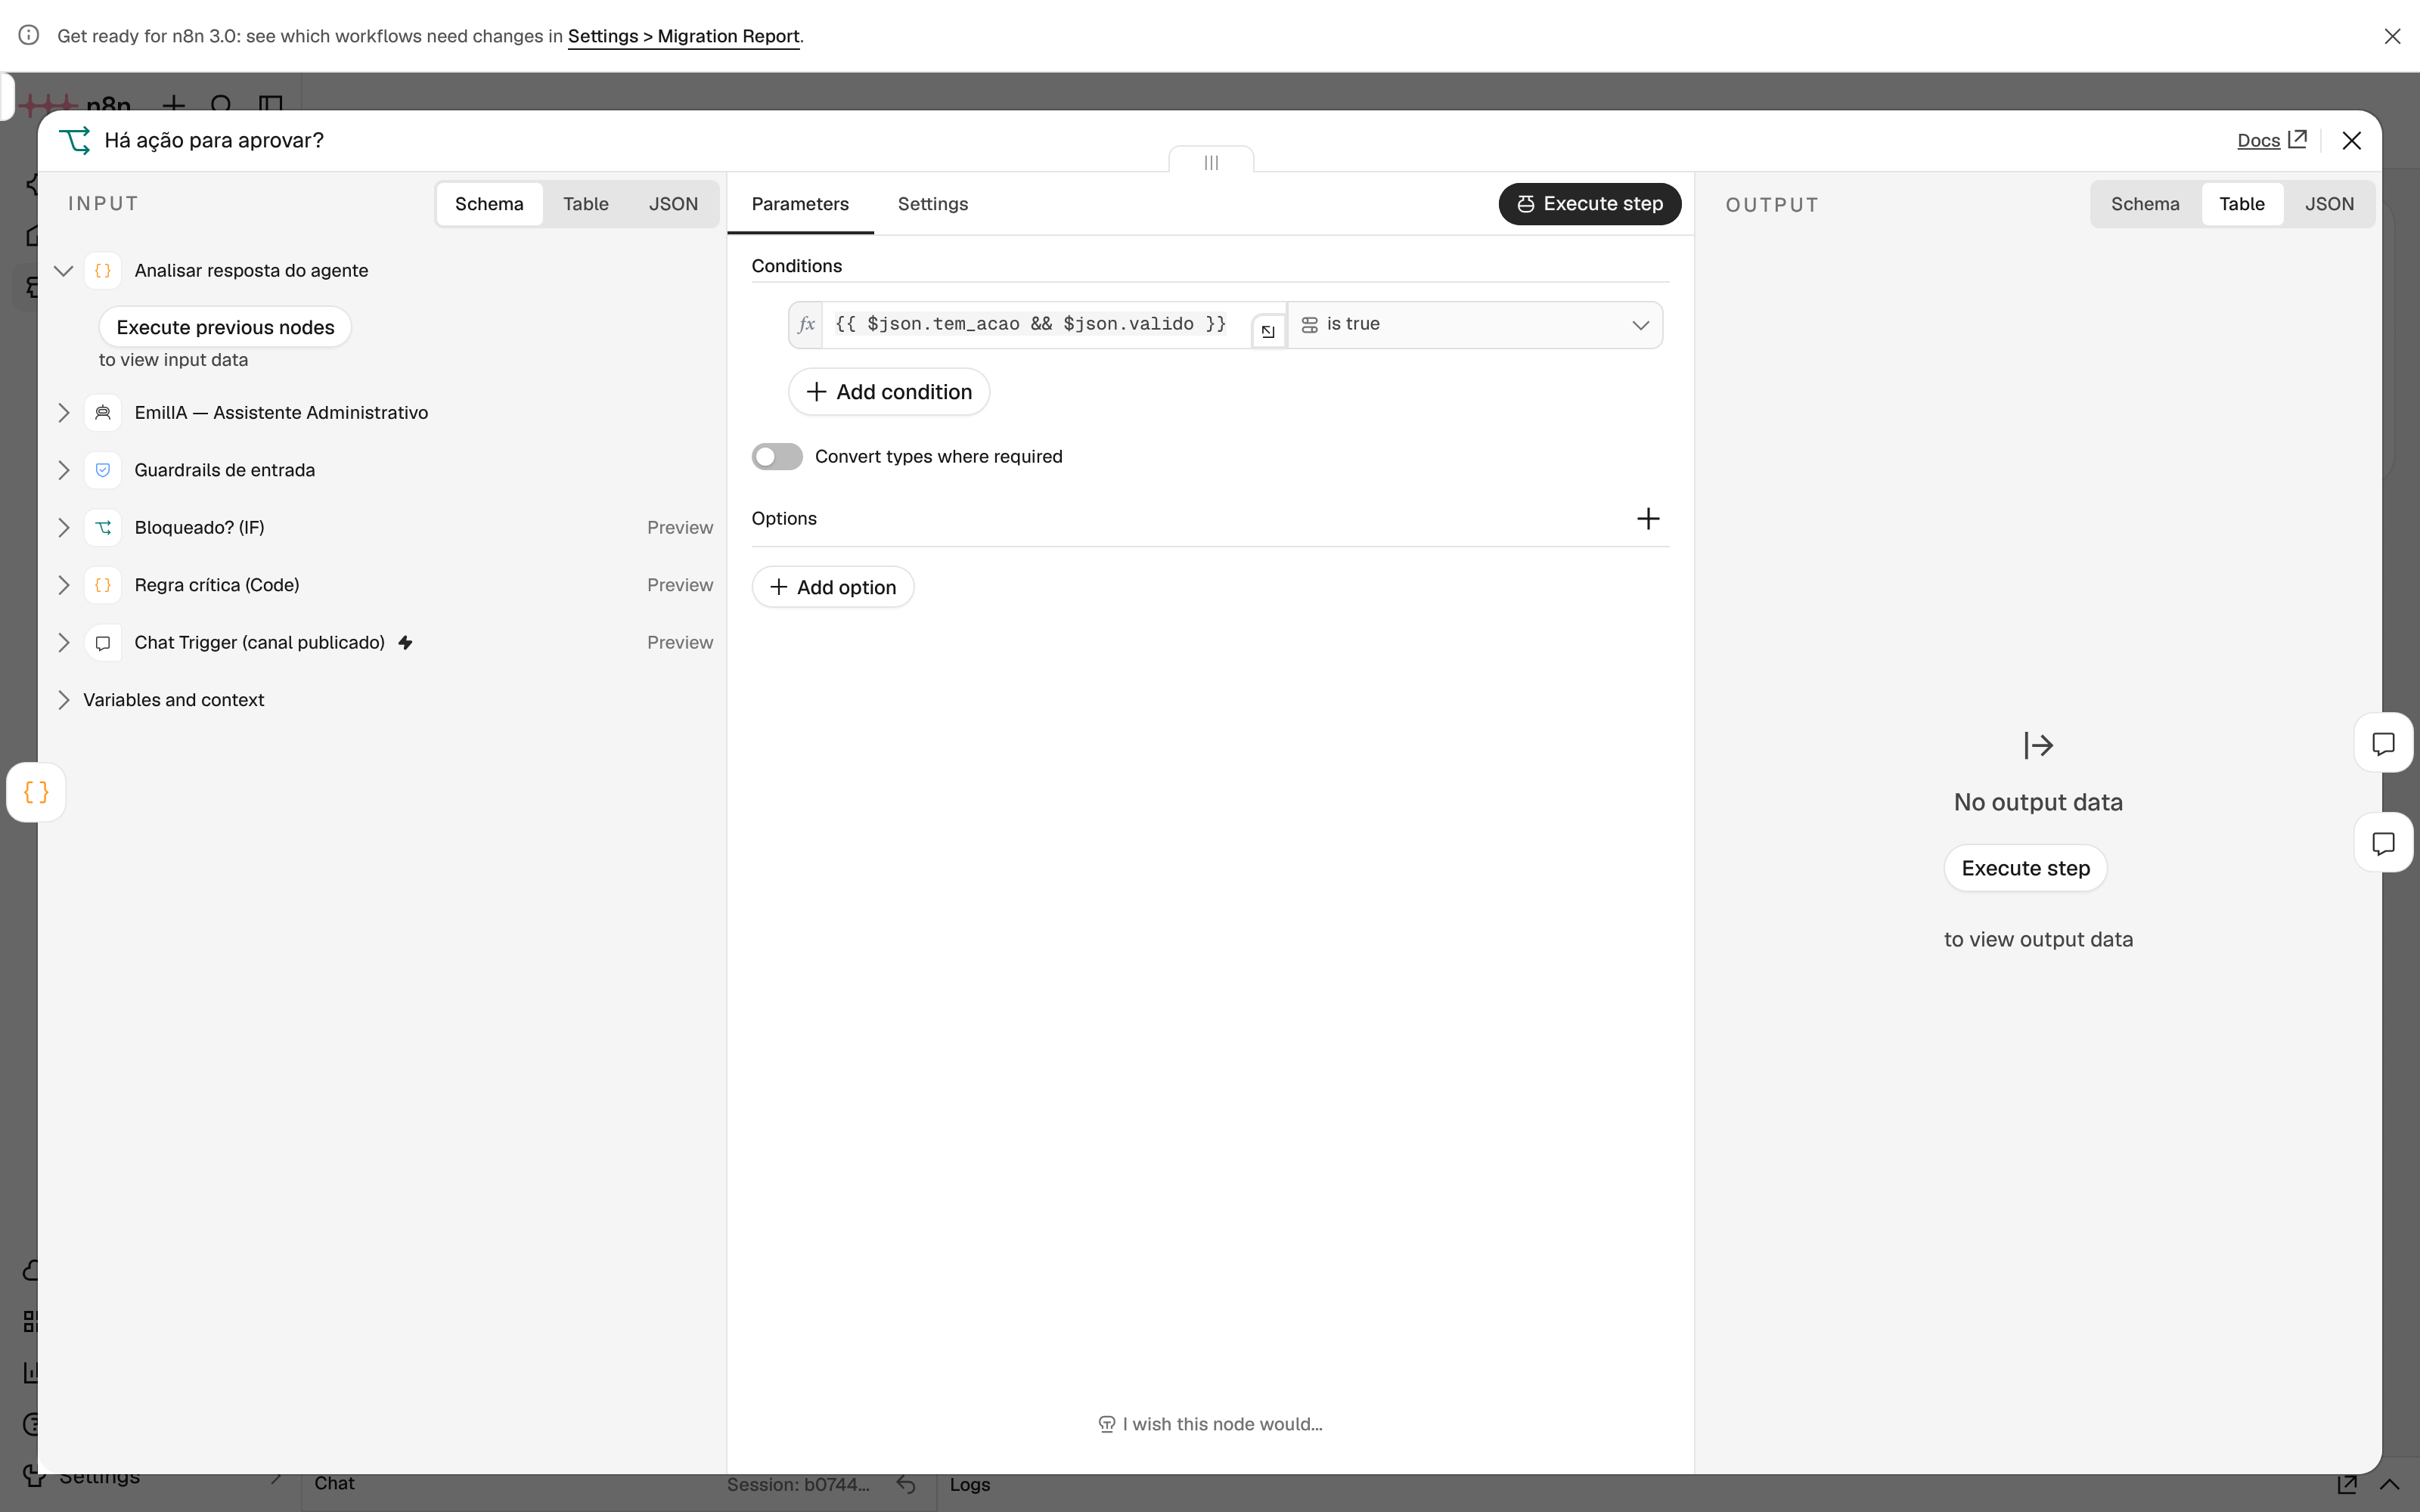 Get ready for n8n 3.0: see which workflows need changes in Settings > Migration Report.
n8n
Há ação para aprovar?
Docs
INPUT
Schema
Table
JSON
Parameters
Settings
Execute step
OUTPUT
Schema
Table
JSON
Analisar resposta do agente
Execute previous nodes
to view input data
EmilIA — Assistente Administrativo
Guardrails de entrada
Bloqueado? (IF)
Preview
Regra crítica (Code)
Preview
Chat Trigger (canal publicado)
Preview
Variables and context
Conditions
fx
{{ $json.tem_acao && $json.valido }}
is true
Add condition
Convert types where required
Options
Add option
No output data
Execute step
to view output data
I wish this node would...
Settings
Chat
Session: b0744...
Logs